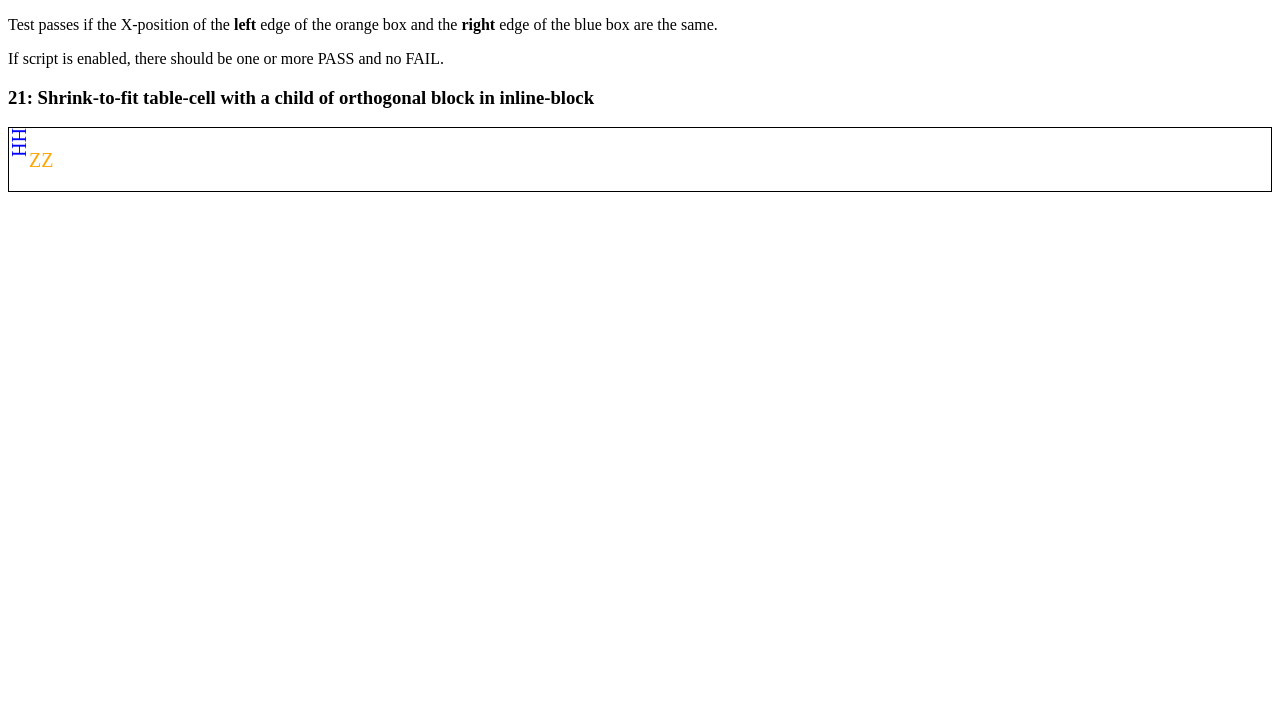 Test passes if the X-position of the left edge of the orange box and the right edge of the blue box are the same.
If script is enabled, there should be one or more PASS and no FAIL.
21: Shrink-to-fit table-cell with a child of orthogonal block in inline-block
HH
ZZ